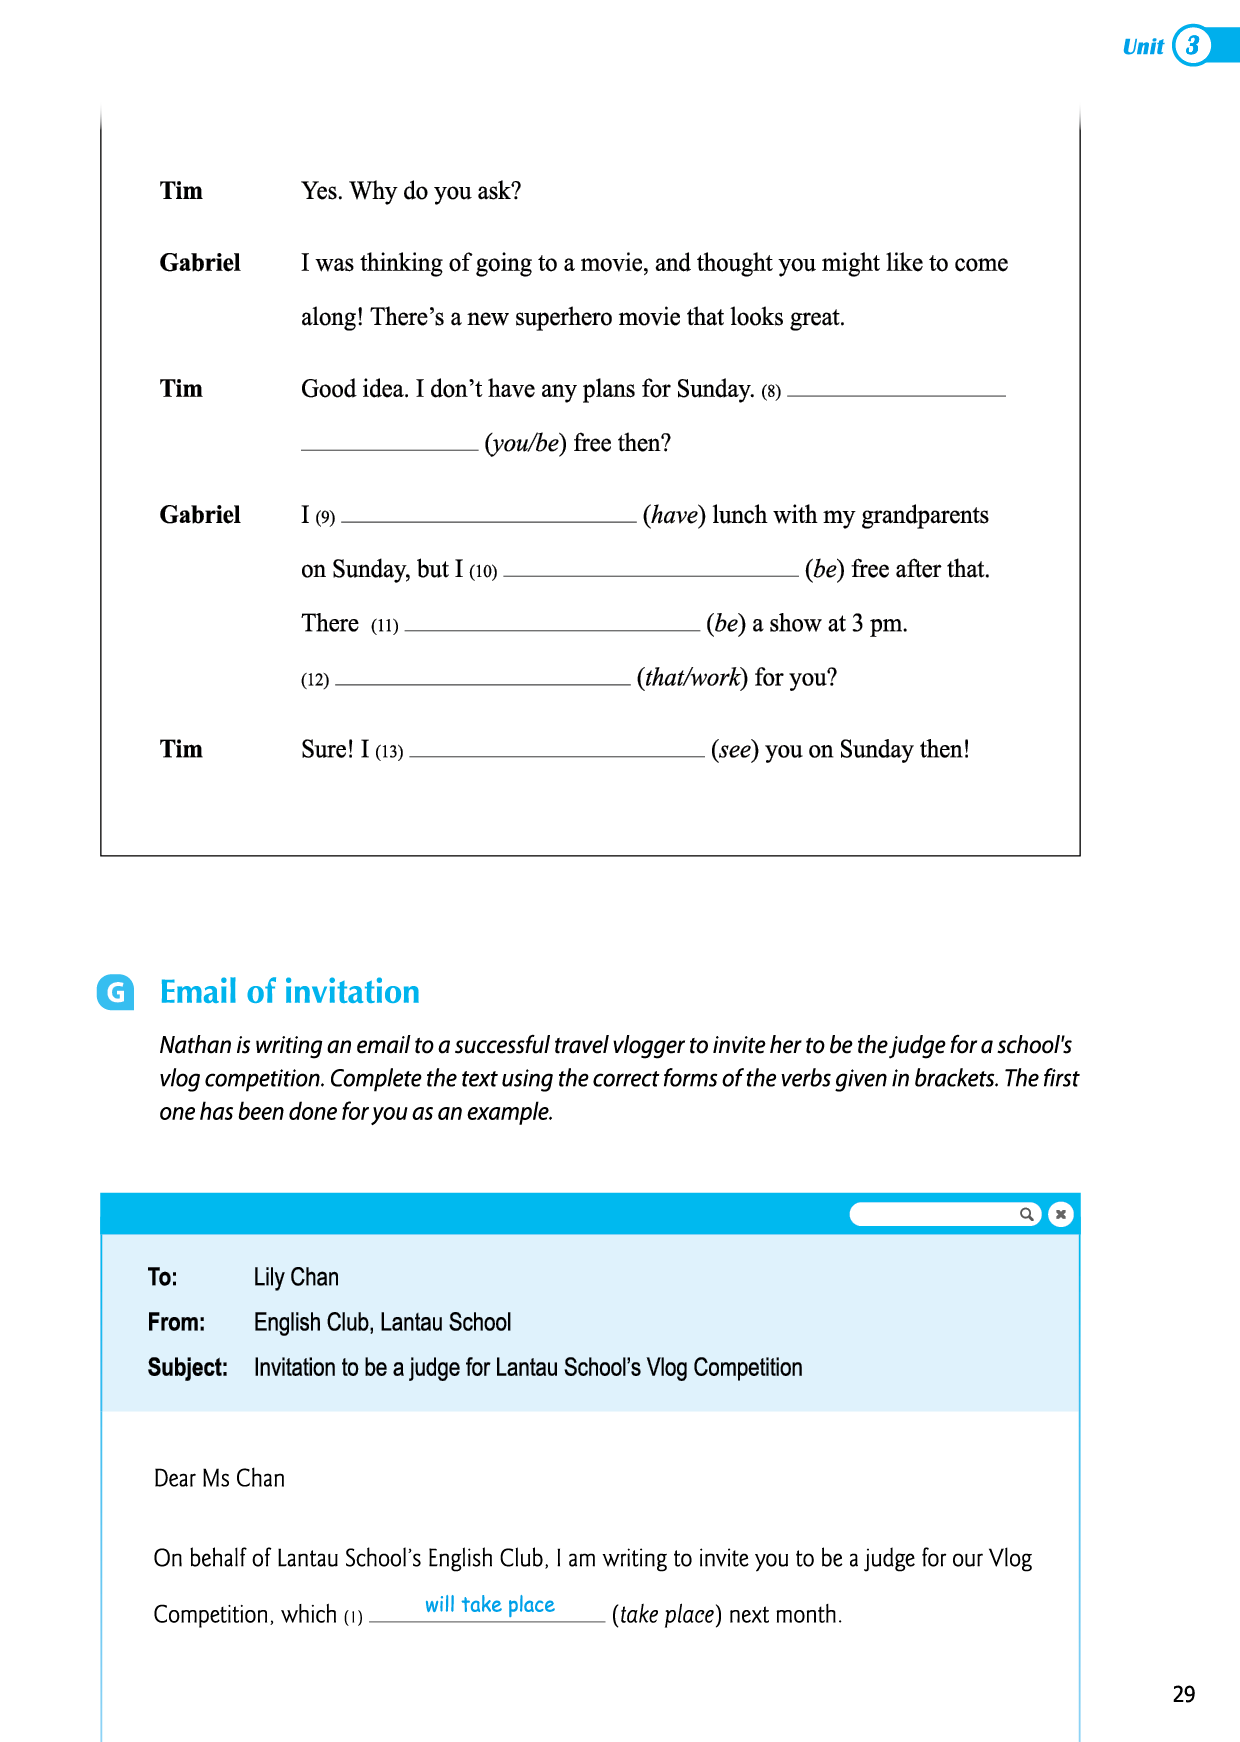 Unit 3
Tim Yes. Why do you ask?
Gabriel I was thinking of going to a movie, and thought you might like to come
along! There’s a new superhero movie that looks great.
Tim Good idea. I don’t have any plans for Sunday. (8) ____________
____________ (you/be) free then?
Gabriel I (9) ____________ (have) lunch with my grandparents
on Sunday, but I (10) ____________ (be) free after that.
There (11) ____________ (be) a show at 3 pm.
(12) ____________ (that/work) for you?
Tim Sure! I (13) ____________ (see) you on Sunday then!
G Email of invitation
Nathan is writing an email to a successful travel vlogger to invite her to be the judge for a school's
vlog competition. Complete the text using the correct forms of the verbs given in brackets. The first
one has been done for you as an example.
To: Lily Chan
From: English Club, Lantau School
Subject: Invitation to be a judge for Lantau School’s Vlog Competition
Dear Ms Chan
On behalf of Lantau School’s English Club, I am writing to invite you to be a judge for our Vlog
Competition, which (1) will take place (take place) next month.
29